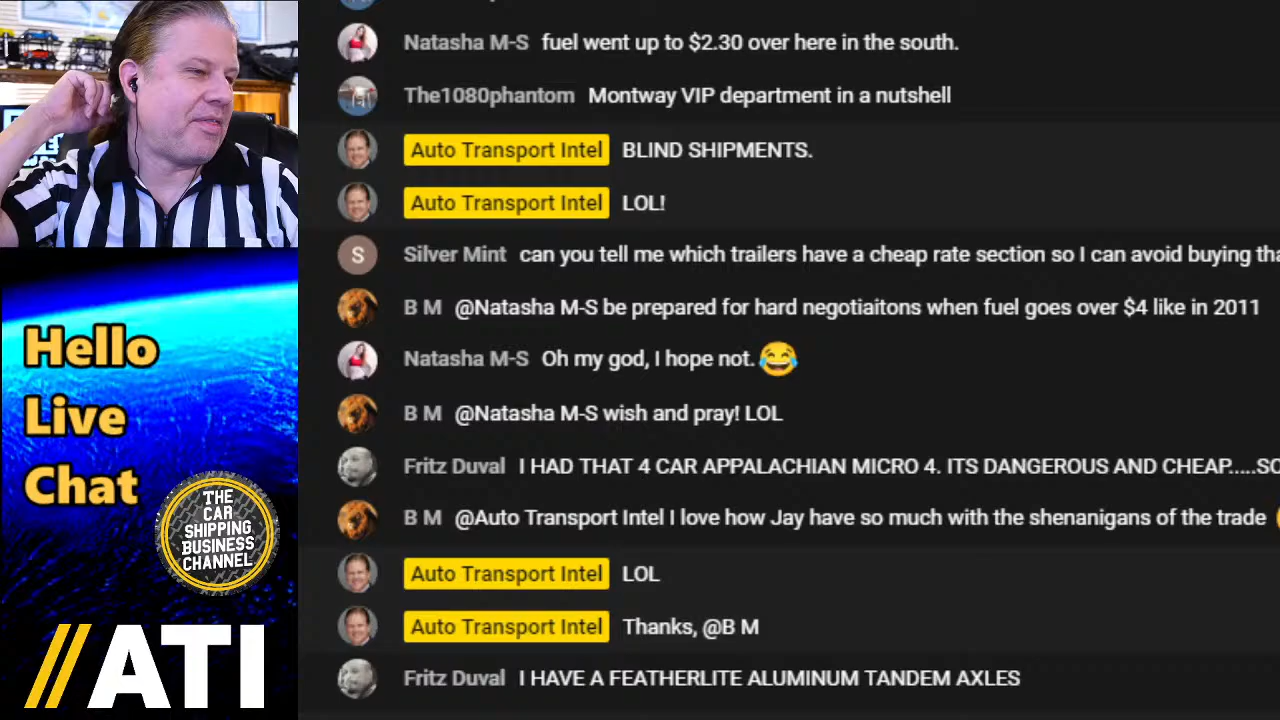 Natasha M-S fuel went up to $2.30 over here in the south.
The1080phantom Montway VIP department in a nutshell
Auto Transport Intel BLIND SHIPMENTS.
Auto Transport Intel LOL!
S Silver Mint can you tell me which trailers have a cheap rate section so I can avoid buying tha
B M @Natasha M-S be prepared for hard negotiaitons when fuel goes over $4 like in 2011
Natasha M-S Oh my god, I hope not. 😂
B M @Natasha M-S wish and pray! LOL
Fritz Duval I HAD THAT 4 CAR APPALACHIAN MICRO 4. ITS DANGEROUS AND CHEAP.....SO
B M @Auto Transport Intel I love how Jay have so much with the shenanigans of the trade
Auto Transport Intel LOL
Auto Transport Intel Thanks, @B M
Fritz Duval I HAVE A FEATHERLITE ALUMINUM TANDEM AXLES
Hello
Live
Chat
THE
CAR
SHIPPING
BUSINESS
CHANNEL
//ATI